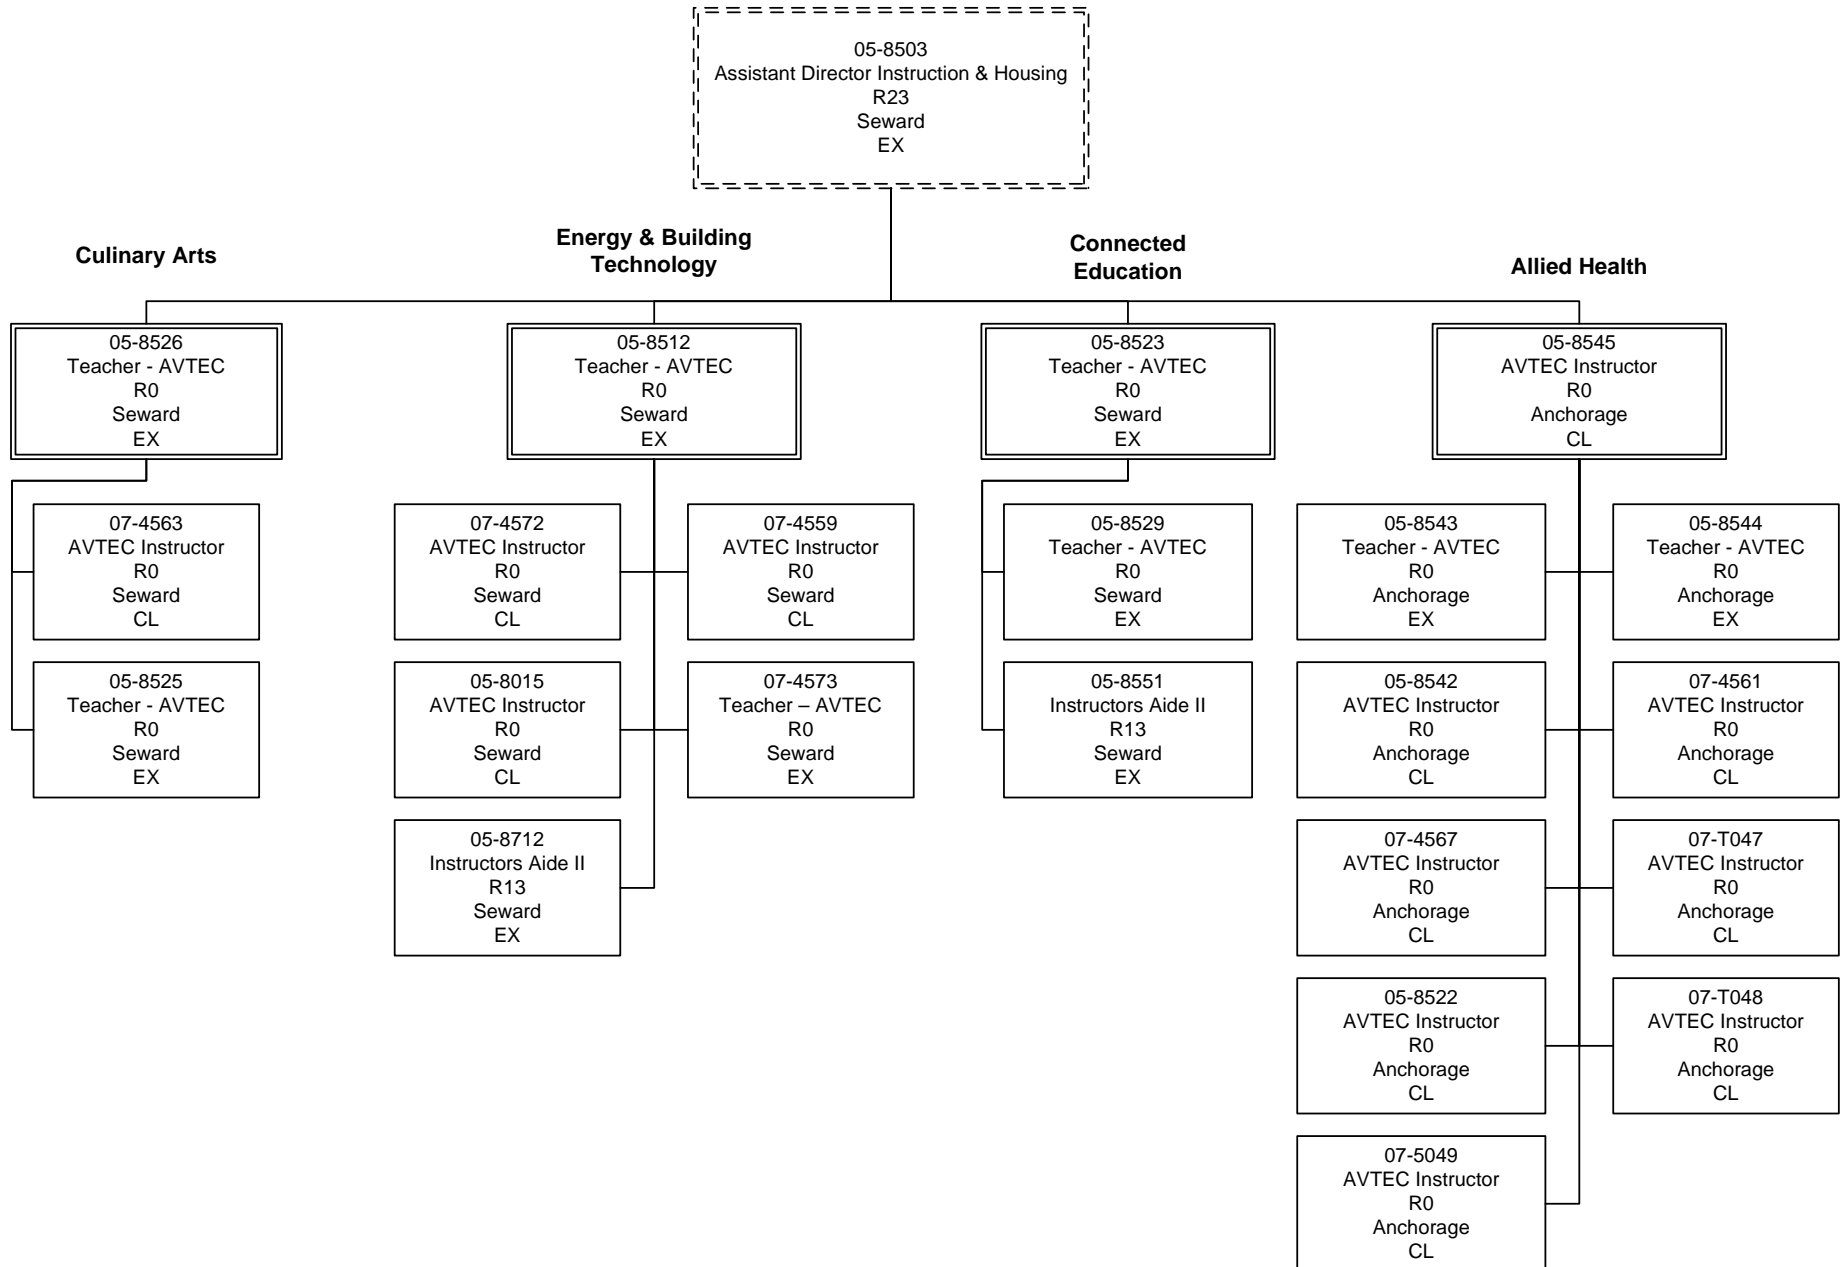 05-8503
Assistant Director Instruction & Housing
R23
Seward
EX
Culinary Arts
Energy & Building
Technology
Connected
Education
Allied Health
05-8526
Teacher - AVTEC
R0
Seward
EX
05-8512
Teacher - AVTEC
R0
Seward
EX
05-8523
Teacher - AVTEC
R0
Seward
EX
05-8545
AVTEC Instructor
R0
Anchorage
CL
07-4563
AVTEC Instructor
R0
Seward
CL
07-4572
AVTEC Instructor
R0
Seward
CL
07-4559
AVTEC Instructor
R0
Seward
CL
05-8529
Teacher - AVTEC
R0
Seward
EX
05-8543
Teacher - AVTEC
R0
Anchorage
EX
05-8544
Teacher - AVTEC
R0
Anchorage
EX
05-8525
Teacher - AVTEC
R0
Seward
EX
05-8015
AVTEC Instructor
R0
Seward
CL
07-4573
Teacher – AVTEC
R0
Seward
EX
05-8551
Instructors Aide II
R13
Seward
EX
05-8542
AVTEC Instructor
R0
Anchorage
CL
07-4561
AVTEC Instructor
R0
Anchorage
CL
05-8712
Instructors Aide II
R13
Seward
EX
07-4567
AVTEC Instructor
R0
Anchorage
CL
07-T047
AVTEC Instructor
R0
Anchorage
CL
05-8522
AVTEC Instructor
R0
Anchorage
CL
07-T048
AVTEC Instructor
R0
Anchorage
CL
07-5049
AVTEC Instructor
R0
Anchorage
CL